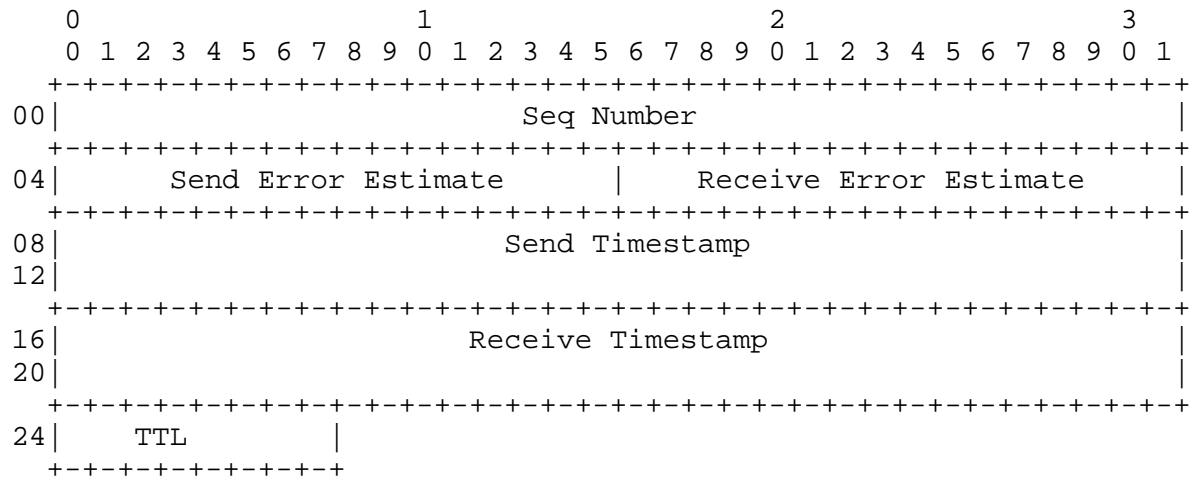 0                   1                   2                   3
    0 1 2 3 4 5 6 7 8 9 0 1 2 3 4 5 6 7 8 9 0 1 2 3 4 5 6 7 8 9 0 1
   +-+-+-+-+-+-+-+-+-+-+-+-+-+-+-+-+-+-+-+-+-+-+-+-+-+-+-+-+-+-+-+-+
00|                          Seq Number                           |
   +-+-+-+-+-+-+-+-+-+-+-+-+-+-+-+-+-+-+-+-+-+-+-+-+-+-+-+-+-+-+-+-+
04|      Send Error Estimate      |    Receive Error Estimate     |
   +-+-+-+-+-+-+-+-+-+-+-+-+-+-+-+-+-+-+-+-+-+-+-+-+-+-+-+-+-+-+-+-+
08|                         Send Timestamp                        |
12|                                                               |
   +-+-+-+-+-+-+-+-+-+-+-+-+-+-+-+-+-+-+-+-+-+-+-+-+-+-+-+-+-+-+-+-+
16|                       Receive Timestamp                       |
20|                                                               |
   +-+-+-+-+-+-+-+-+-+-+-+-+-+-+-+-+-+-+-+-+-+-+-+-+-+-+-+-+-+-+-+-+
24|    TTL        |
   +-+-+-+-+-+-+-+-+